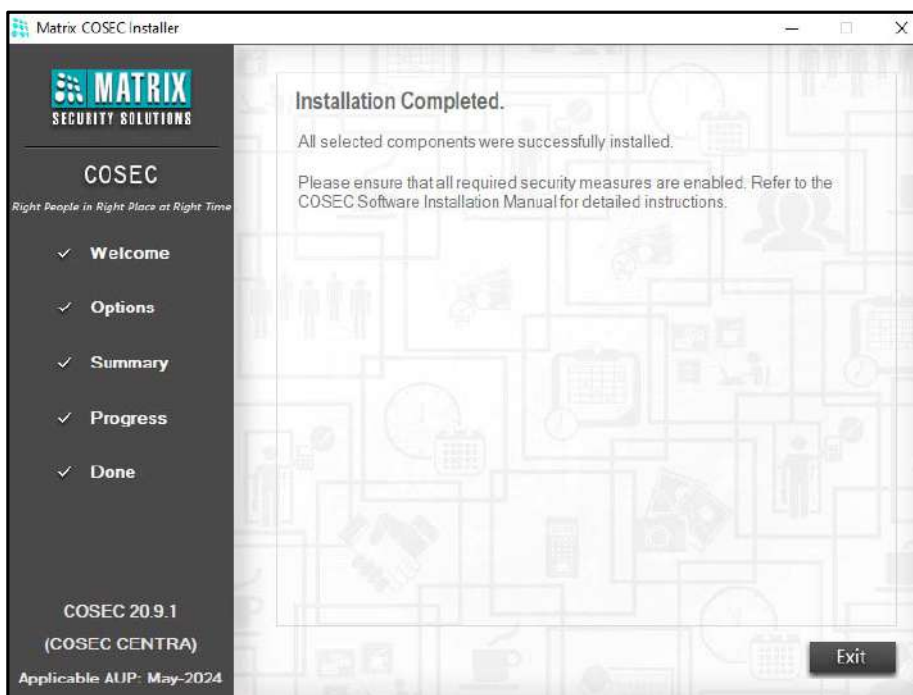 Matrix COSEC Installer
MATRIX
SECURITY SOLUTIONS
COSEC
Right People in Right Place at Right Time
✓ Welcome
✓ Options
✓ Summary
✓ Progress
✓ Done
COSEC 20.9.1
(COSEC CENTRA)
Applicable AUP: May-2024
Installation Completed.
All selected components were successfully installed.
Please ensure that all required security measures are enabled. Refer to the
COSEC Software Installation Manual for detailed instructions.
Exit